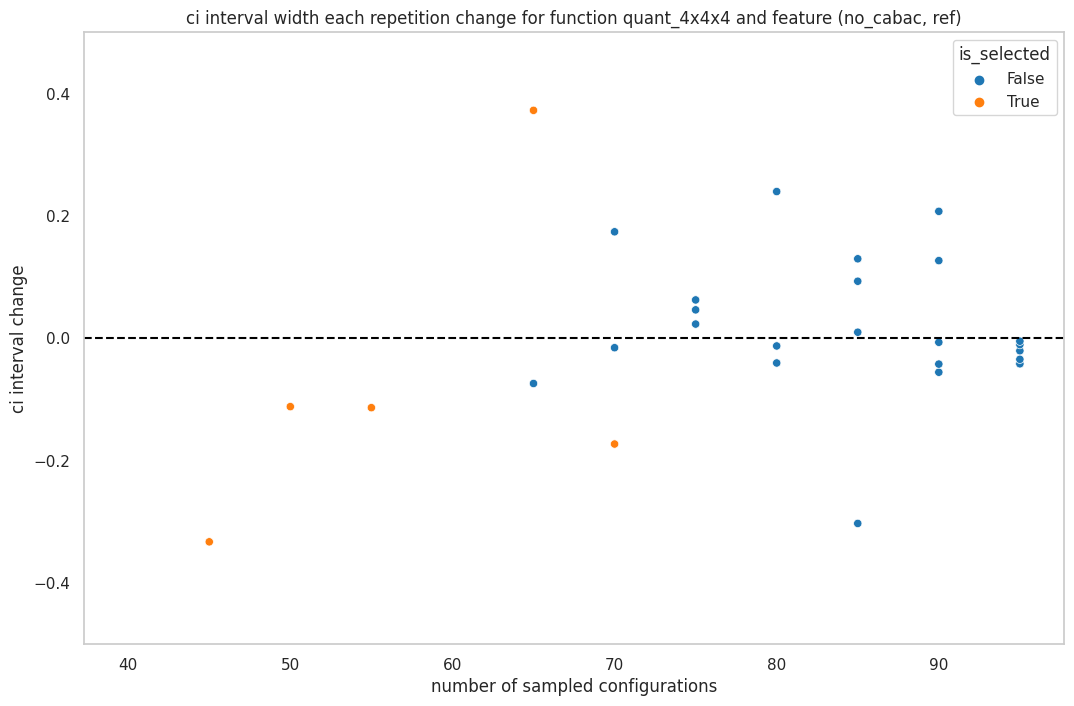 ci interval width each repetition change for function quant_4x4x4 and feature (no_cabac, ref)
is_selected
False
True
ci interval change
0.4
0.2
0.0
−0.2
−0.4
40 50 60 70 80 90
number of sampled configurations